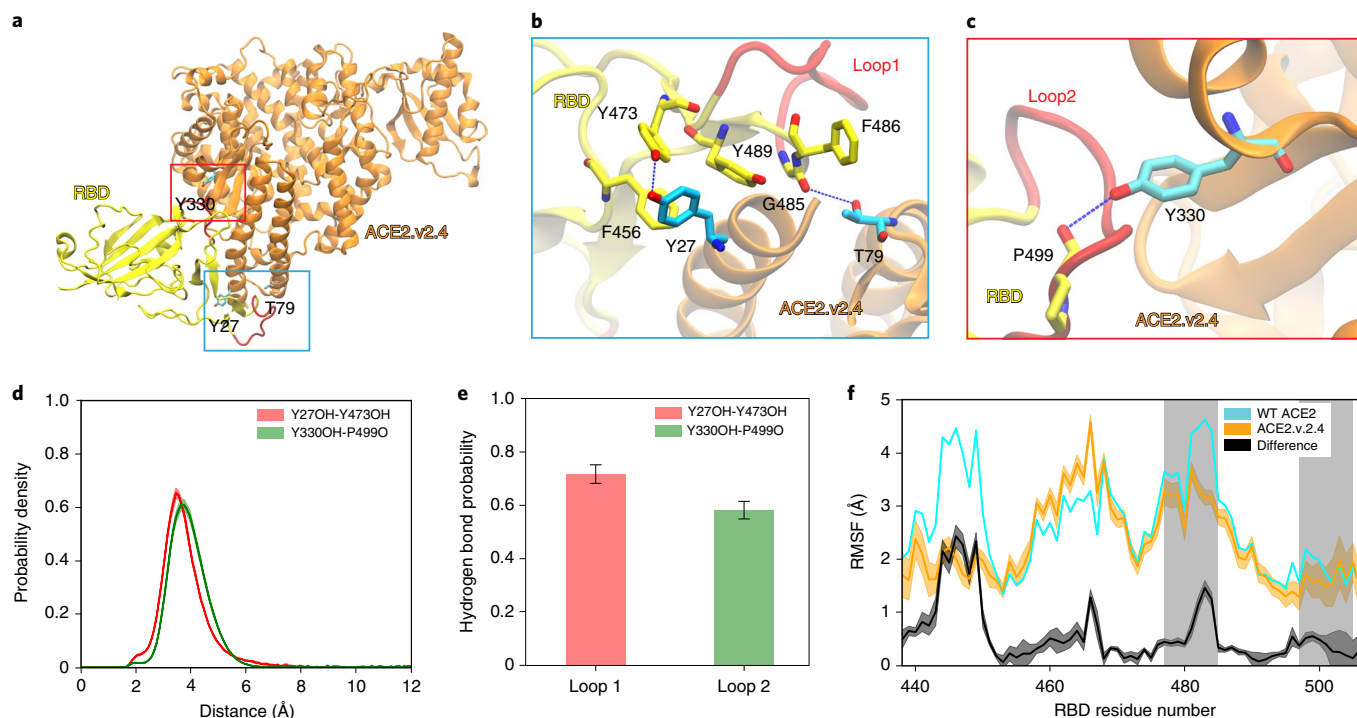 a
RBD
Y330
ACE2.v2.4
Y27
T79
b
Loop1
RBD
Y473
F486
Y489
G485
F456
Y27
T79
ACE2.v2.4
c
Loop2
Y330
P499
RBD
ACE2.v2.4
d
Probability density
1.0
0.8
0.6
0.4
0.2
0
0 2 4 6 8 10 12
Distance (Å)
Y27OH-Y473OH
Y330OH-P499O
e
Hydrogen bond probability
1.0
0.8
0.6
0.4
0.2
0
Loop 1 Loop 2
Y27OH-Y473OH
Y330OH-P499O
f
RMSF (Å)
5
4
3
2
1
0
440 460 480 500
RBD residue number
WT ACE2
ACE2.v.2.4
Difference